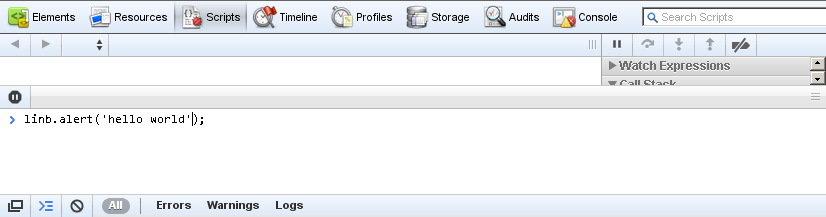 Elements Resources Scripts Timeline Profiles Storage Audits Console Search Scripts
Watch Expressions
Call Stack
> linb.alert('hello world');
All Errors Warnings Logs